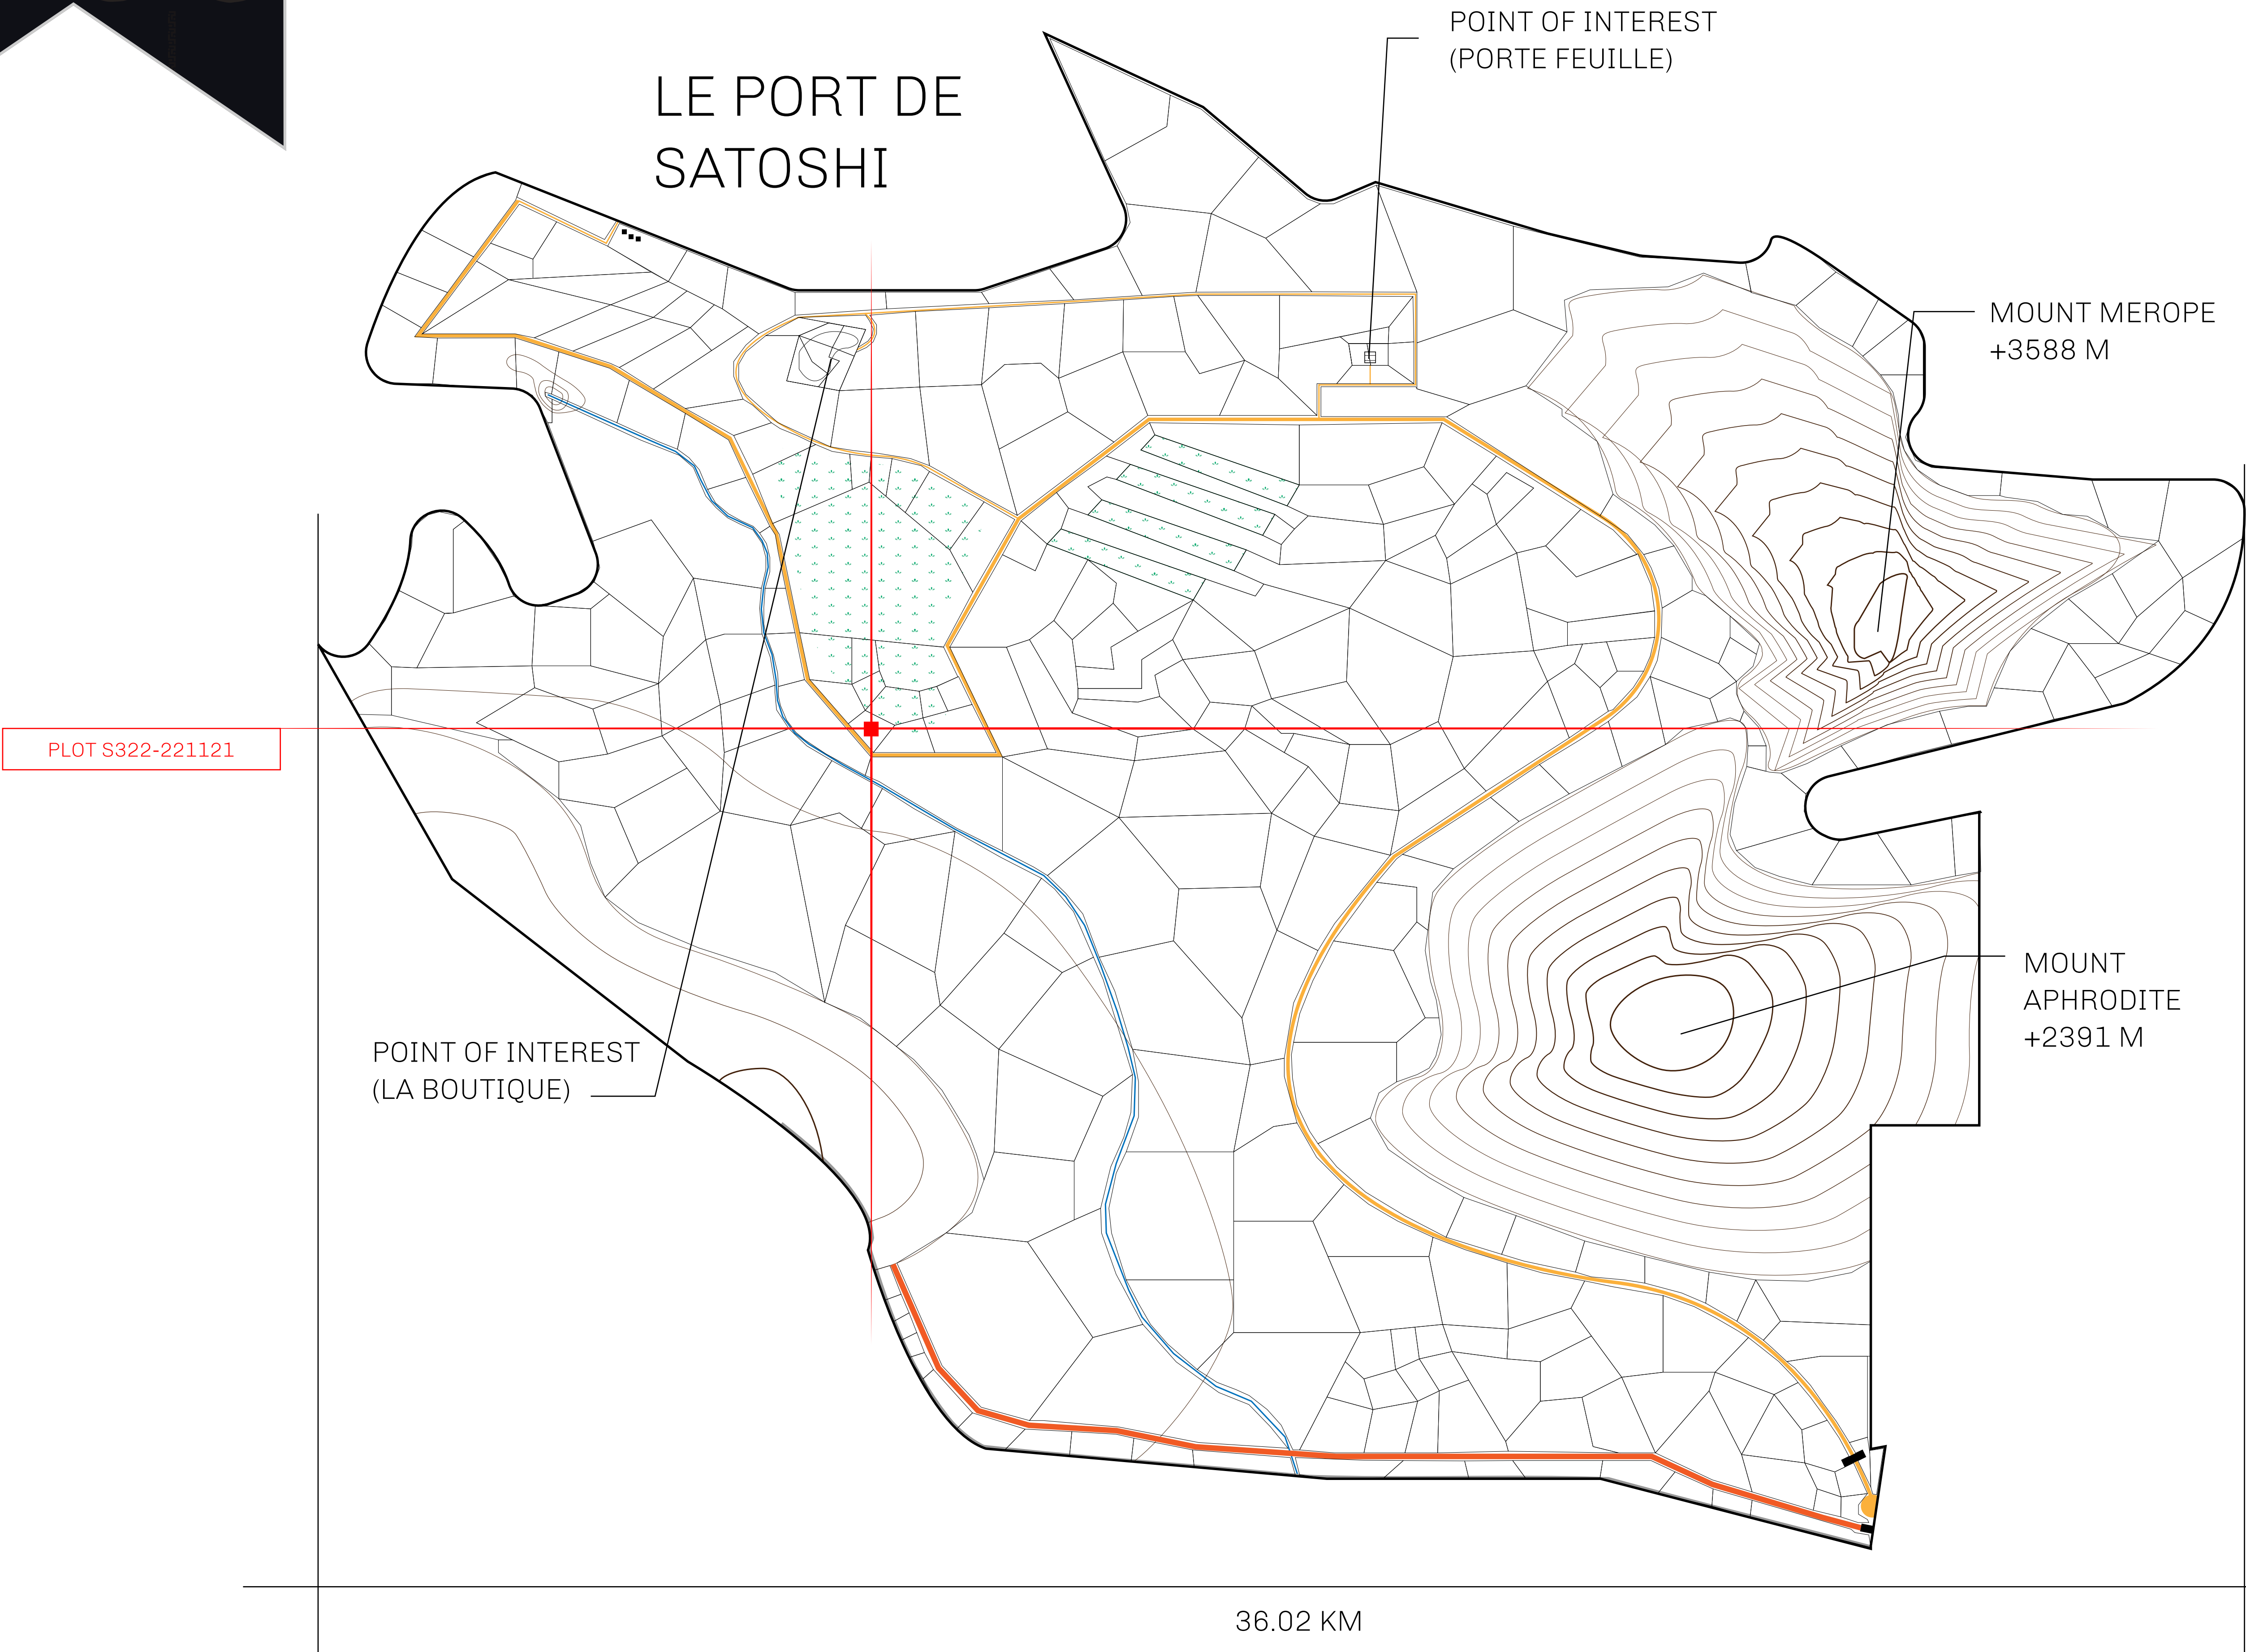 POINT OF INTEREST
(PORTE FEUILLE)
LE PORT DE
SATOSHI
MOUNT MEROPE
+3588 M
PLOT S322-221121
MOUNT
APHRODITE
+2391 M
POINT OF INTEREST
(LA BOUTIQUE)
36.02 KM